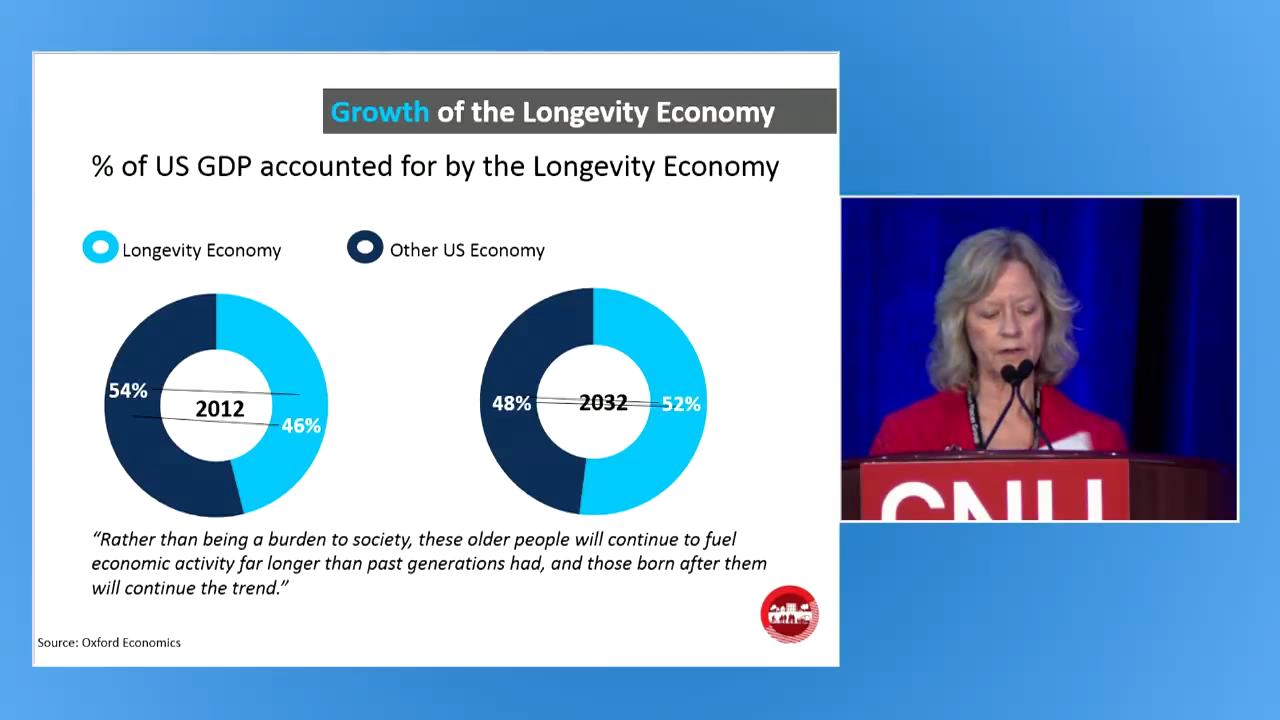 Growth of the Longevity Economy
% of US GDP accounted for by the Longevity Economy
Longevity Economy
Other US Economy
54%
2012
46%
48%
2032
52%
“Rather than being a burden to society, these older people will continue to fuel
economic activity far longer than past generations had, and those born after them
will continue the trend.”
Source: Oxford Economics
CNU